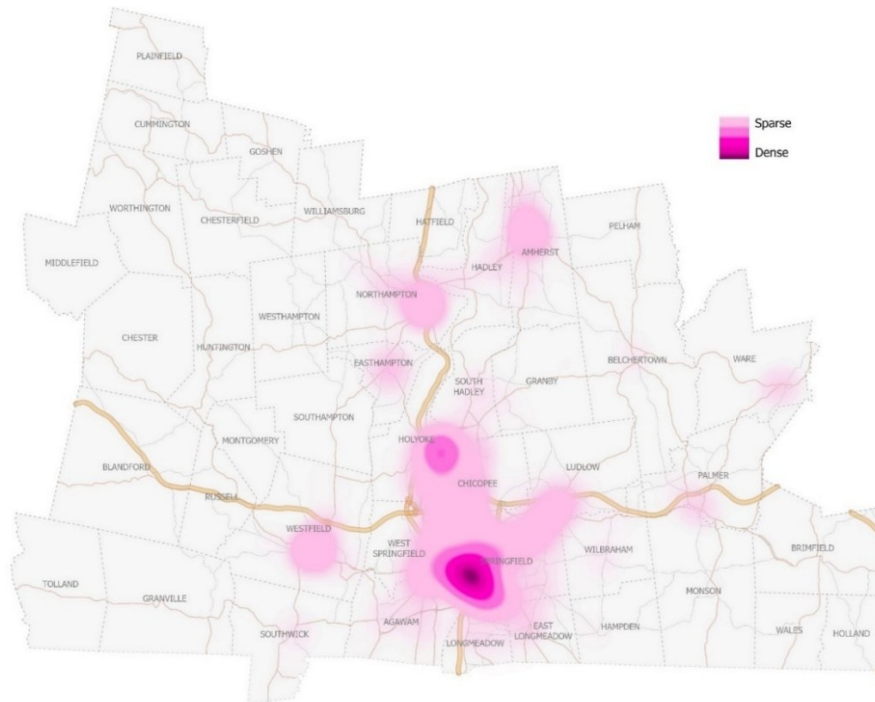 PLAINFIELD
CUMMINGTON
GOSHEN
Sparse
Dense
WORTHINGTON
CHESTERFIELD
WILLIAMSBURG
HATFIELD
PELHAM
MIDDLEFIELD
AMHERST
HADLEY
NORTHAMPTON
WESTHAMPTON
CHESTER
HUNTINGTON
EASTHAMPTON
BELCHERTOWN
WARE
SOUTH
HADLEY
GRANBY
SOUTHAMPTON
MONTGOMERY
HOLYOKE
BLANDFORD
LUDLOW
CHICOPEE
PALMER
RUSSELL
WESTFIELD
WEST
SPRINGFIELD
SPRINGFIELD
WILBRAHAM
BRIMFIELD
TOLLAND
GRANVILLE
MONSON
SOUTHWICK
AGAWAM
LONGMEADOW
EAST
LONGMEADOW
HAMPDEN
WALES
HOLLAND